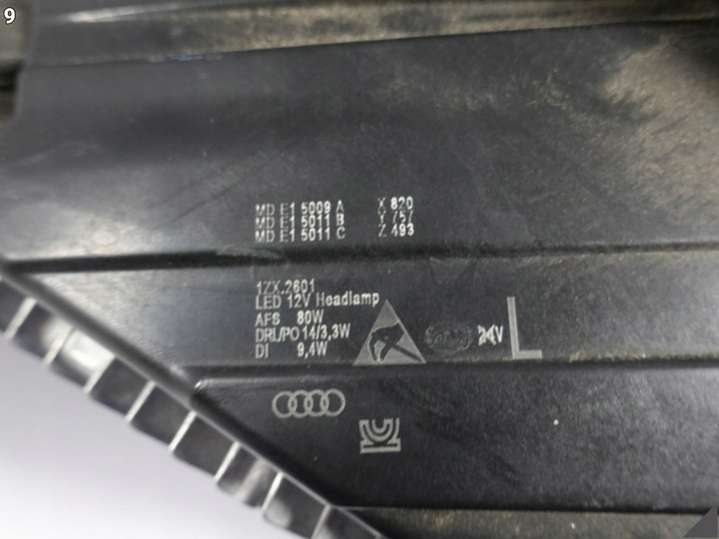 9
MD E1 5009 A X 820
MD E1 5011 B Y 757
MD E1 5011 C Z 493
1ZX.2601
LED 12V Headlamp
AFS 80W
DRL/PO 14/3,3W
DI 9,4W
24V
L